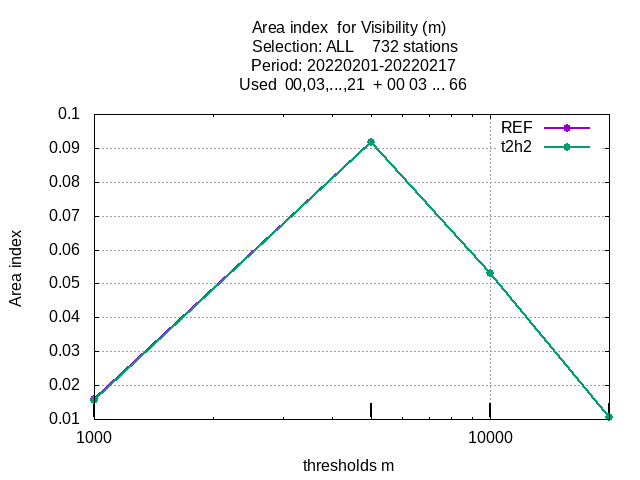 Area index for Visibility (m)
Selection: ALL 732 stations
Period: 20220201-20220217
Used 00,03,...,21 + 00 03 ... 66
0.1
0.09
0.08
0.07
0.06
0.05
0.04
0.03
0.02
0.01
Area index
REF
t2h2
1000
10000
thresholds m